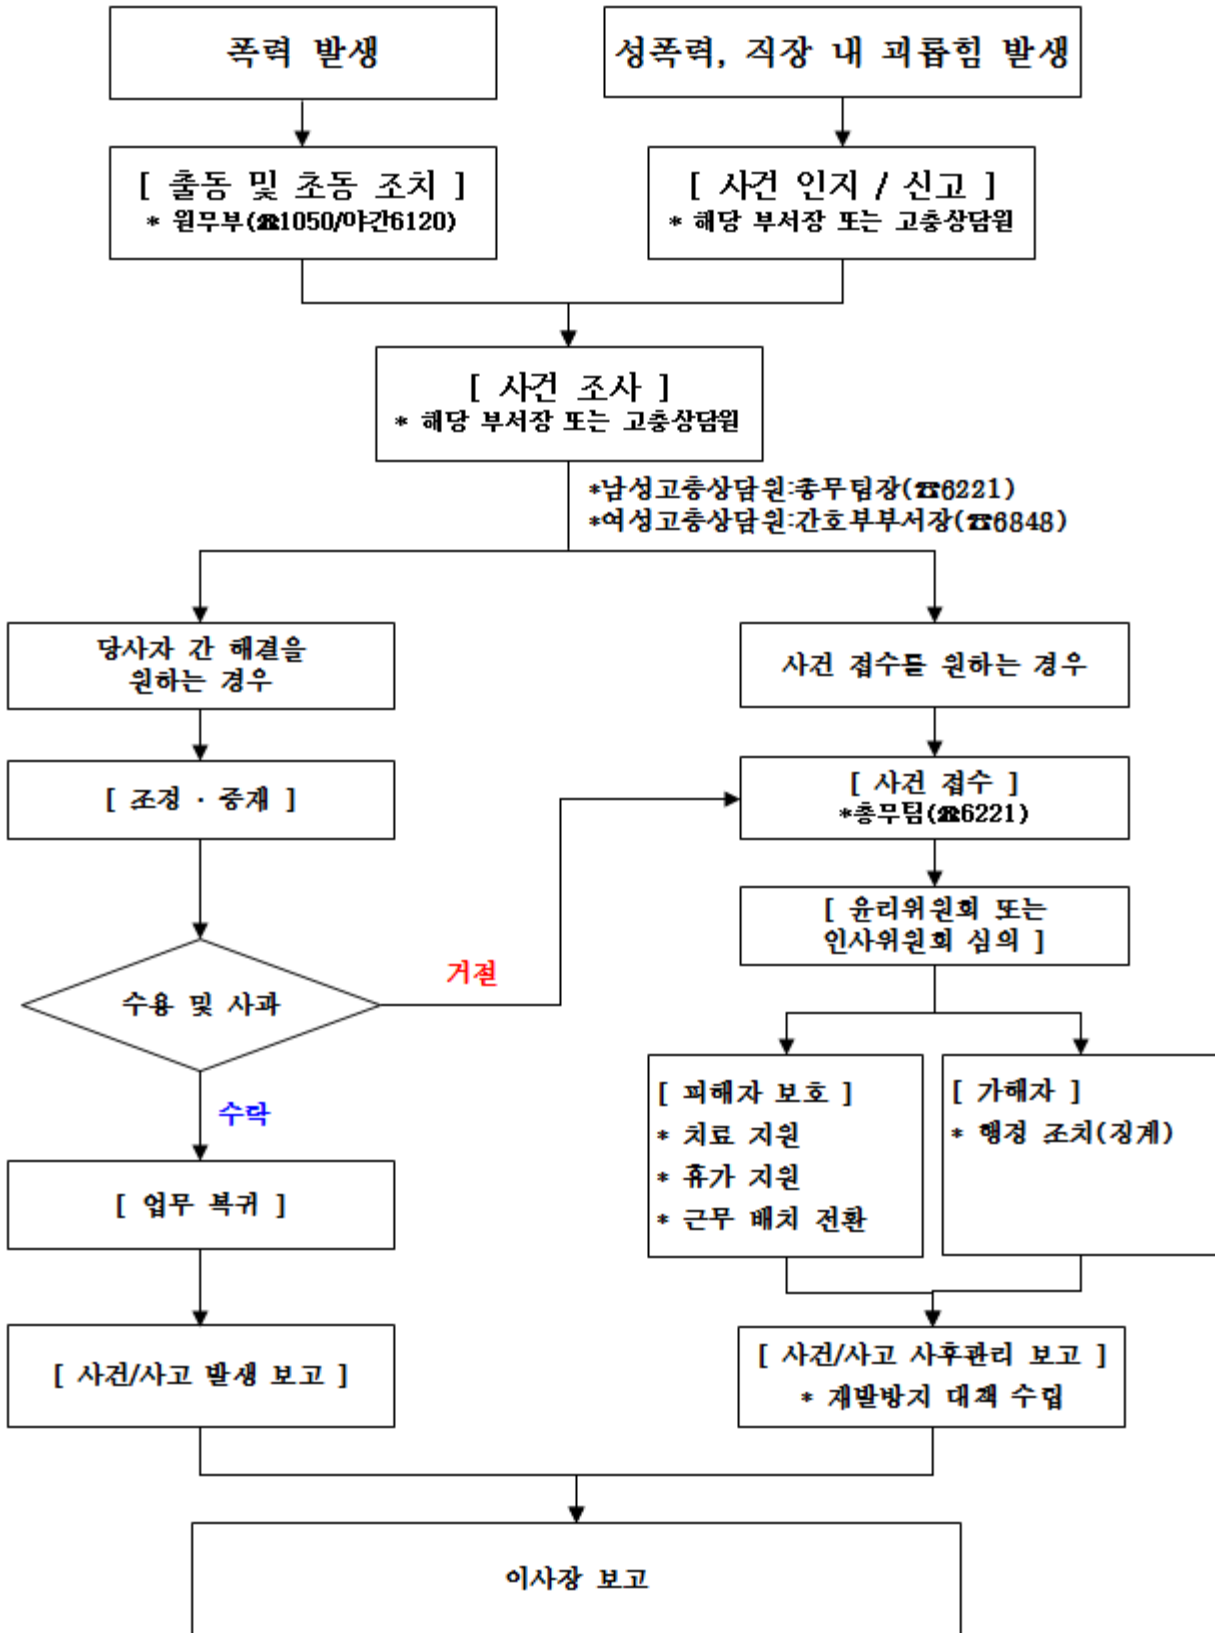 폭력 발생
성폭력, 직장 내 괴롭힘 발생
[ 출동 및 초동 조치 ]
* 원무부(☎1050/야간6120)
[ 사건 인지 / 신고 ]
* 해당 부서장 또는 고충상담원
[ 사건 조사 ]
* 해당 부서장 또는 고충상담원
*남성고충상담원:총무팀장(☎6221)
*여성고충상담원:간호부부서장(☎6848)
당사자 간 해결을
원하는 경우
사건 접수를 원하는 경우
[ 조정 · 중재 ]
[ 사건 접수 ]
*총무팀(☎6221)
[ 윤리위원회 또는
인사위원회 심의 ]
수용 및 사과
거절
수락
[ 피해자 보호 ]
* 치료 지원
* 휴가 지원
* 근무 배치 전환
[ 가해자 ]
* 행정 조치(징계)
[ 업무 복귀 ]
[ 사건/사고 발생 보고 ]
[ 사건/사고 사후관리 보고 ]
* 재발방지 대책 수립
이사장 보고